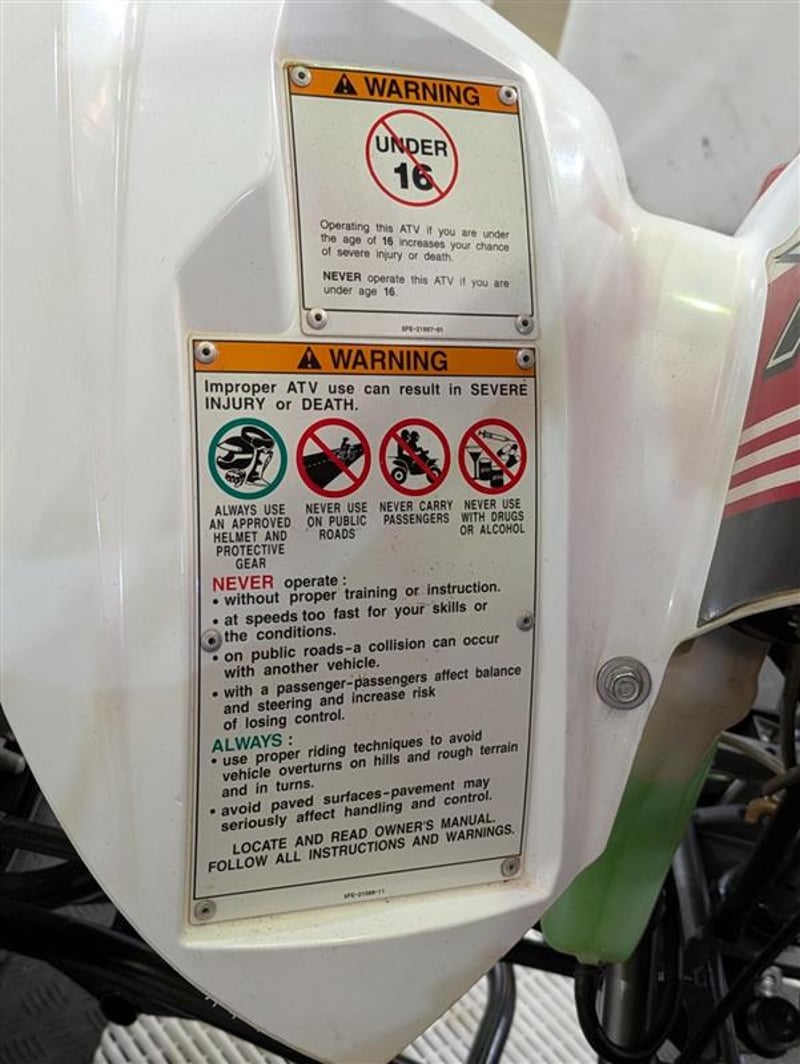 WARNING
UNDER
16
Operating this ATV if you are under
the age of 16 increases your chance
of severe injury or death.
NEVER operate this ATV if you are
under age 16.
WARNING
Improper ATV use can result in SEVERE
INJURY or DEATH.
ALWAYS USE
AN APPROVED
HELMET AND
PROTECTIVE
GEAR
NEVER USE
ON PUBLIC
ROADS
NEVER CARRY
PASSENGERS
NEVER USE
WITH DRUGS
OR ALCOHOL
NEVER operate :
• without proper training or instruction.
• at speeds too fast for your skills or
the conditions.
• on public roads-a collision can occur
with another vehicle.
• with a passenger-passengers affect balance
and steering and increase risk
of losing control.
ALWAYS :
• use proper riding techniques to avoid
vehicle overturns on hills and rough terrain
and in turns.
• avoid paved surfaces-pavement may
seriously affect handling and control.
LOCATE AND READ OWNER'S MANUAL.
FOLLOW ALL INSTRUCTIONS AND WARNINGS.